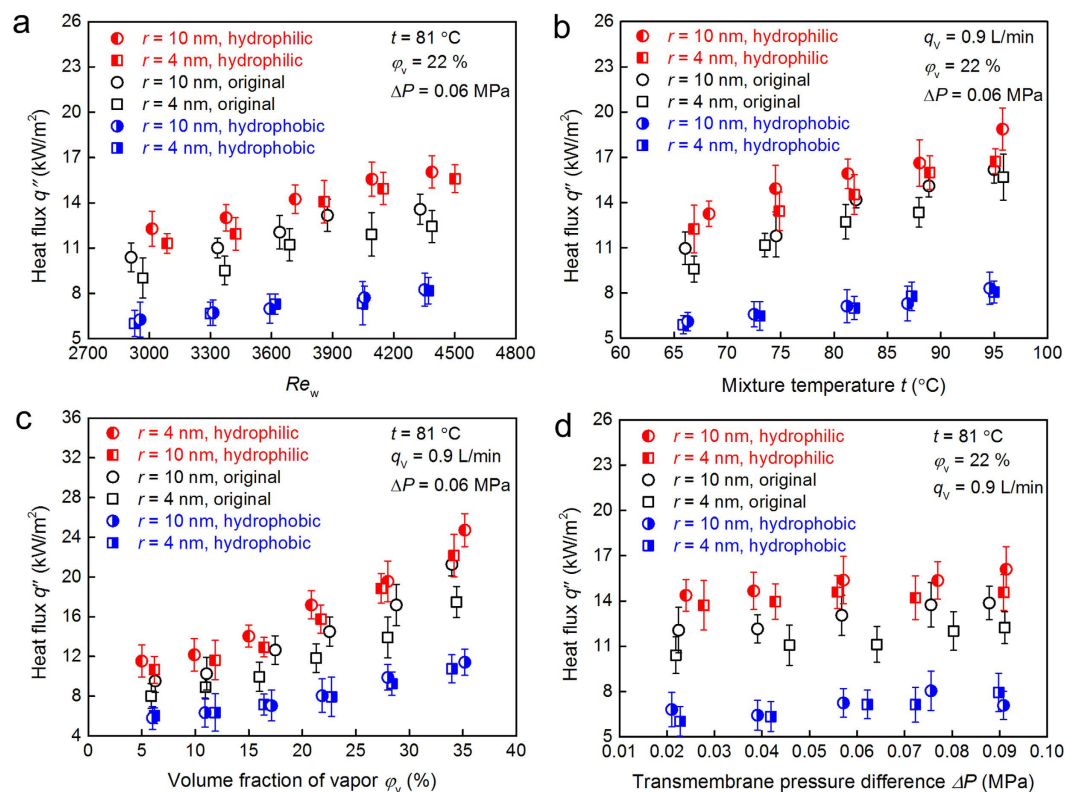 a
Heat flux q″ (kW/m²)
26
23
20
17
14
11
8
5
r = 10 nm, hydrophilic
r = 4 nm, hydrophilic
r = 10 nm, original
r = 4 nm, original
r = 10 nm, hydrophobic
r = 4 nm, hydrophobic
t = 81 °C
φv = 22 %
ΔP = 0.06 MPa
2700 3000 3300 3600 3900 4200 4500 4800
Rew
b
Heat flux q″ (kW/m²)
26
23
20
17
14
11
8
5
r = 10 nm, hydrophilic
r = 4 nm, hydrophilic
r = 10 nm, original
r = 4 nm, original
r = 10 nm, hydrophobic
r = 4 nm, hydrophobic
qV = 0.9 L/min
φv = 22 %
ΔP = 0.06 MPa
60 65 70 75 80 85 90 95 100
Mixture temperature t (°C)
c
Heat flux q″ (kW/m²)
36
32
28
24
20
16
12
8
4
r = 4 nm, hydrophilic
r = 10 nm, hydrophilic
r = 10 nm, original
r = 4 nm, original
r = 10 nm, hydrophobic
r = 4 nm, hydrophobic
t = 81 °C
qV = 0.9 L/min
ΔP = 0.06 MPa
0 5 10 15 20 25 30 35 40
Volume fraction of vapor φv (%)
d
Heat flux q″ (kW/m²)
26
23
20
17
14
11
8
5
r = 10 nm, hydrophilic
r = 4 nm, hydrophilic
r = 10 nm, original
r = 4 nm, original
r = 10 nm, hydrophobic
r = 4 nm, hydrophobic
t = 81 °C
φv = 22 %
qV = 0.9 L/min
0.01 0.02 0.03 0.04 0.05 0.06 0.07 0.08 0.09 0.10
Transmembrane pressure difference ΔP (MPa)